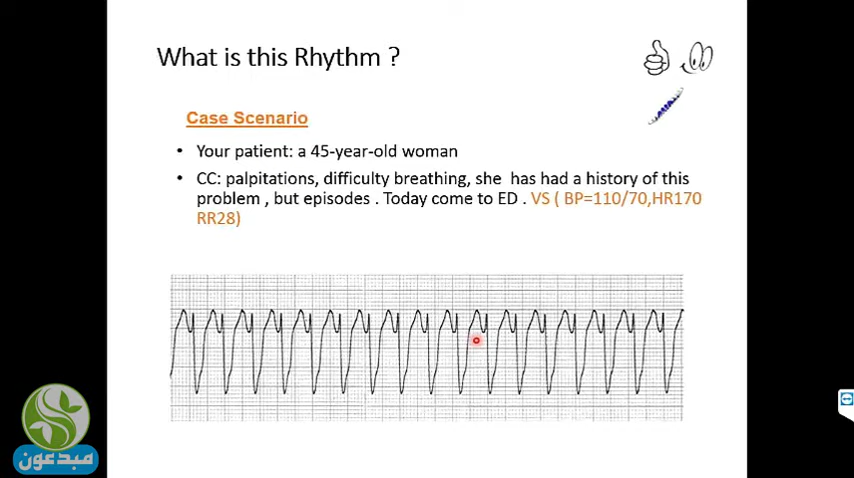 What is this Rhythm ?
Case Scenario
• Your patient: a 45-year-old woman
• CC: palpitations, difficulty breathing, she has had a history of this
problem , but episodes . Today come to ED . VS ( BP=110/70,HR170
RR28)
مبدعون